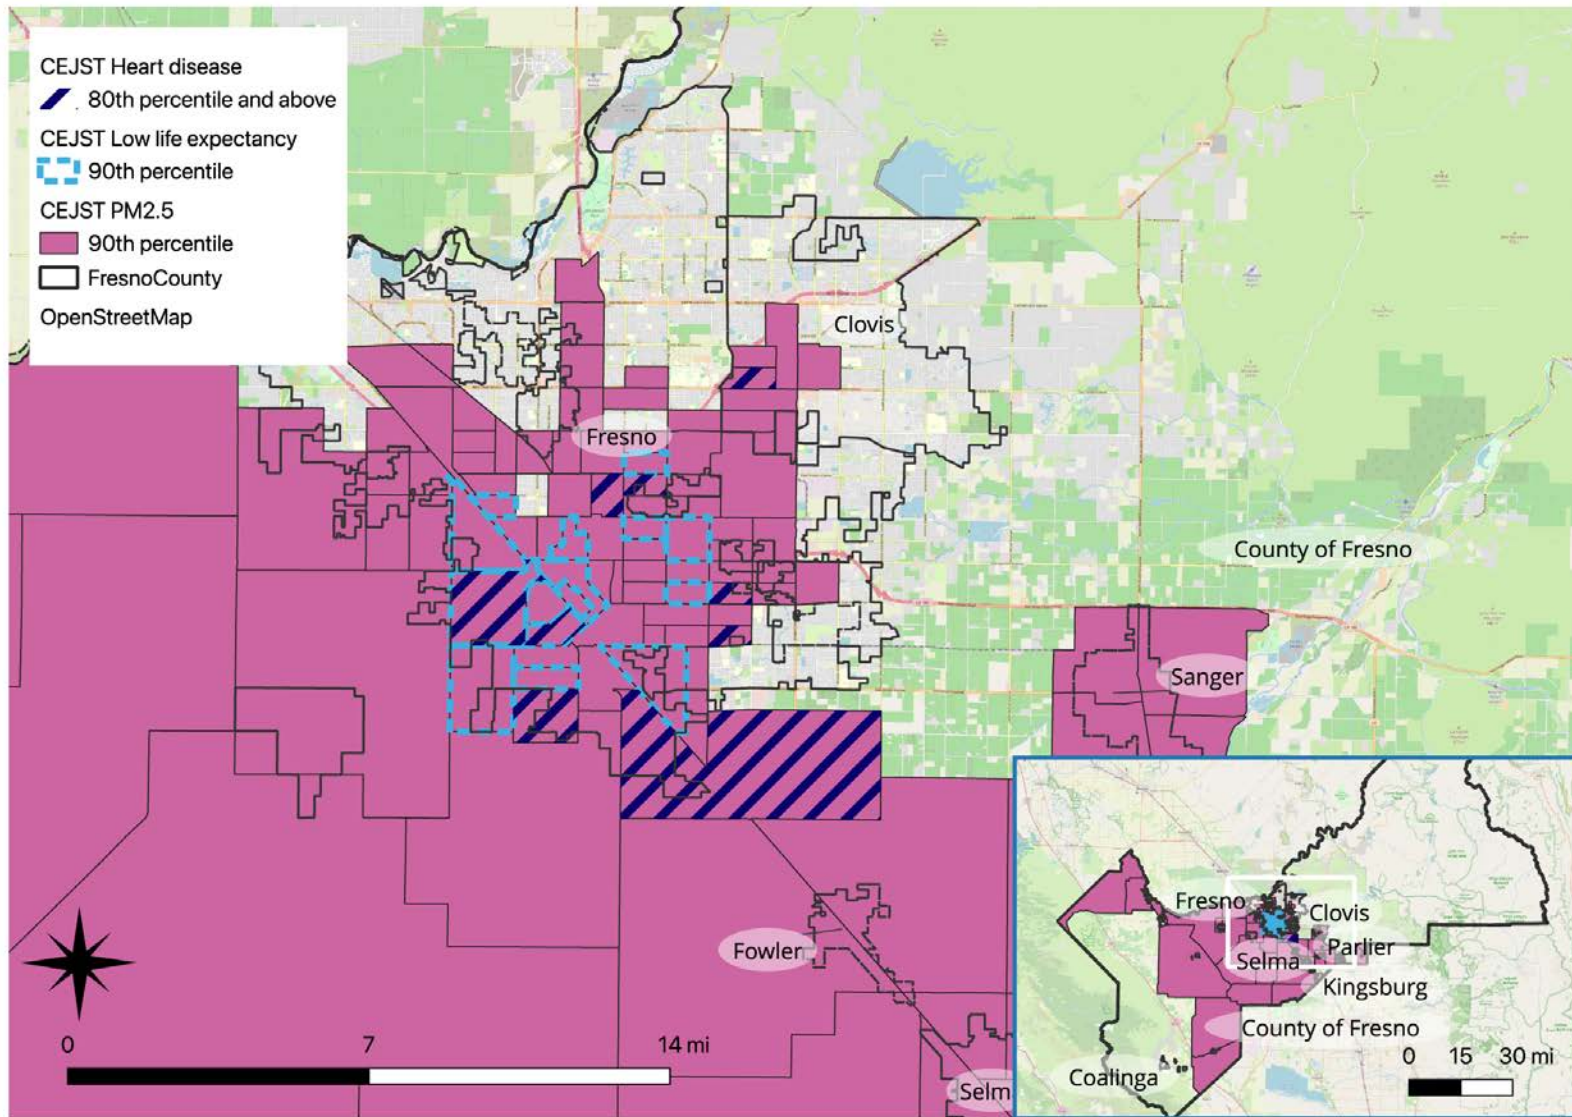 CEJST Heart disease
80th percentile and above
CEJST Low life expectancy
90th percentile
CEJST PM2.5
90th percentile
FresnoCounty
OpenStreetMap
Clovis
Fresno
County of Fresno
Sanger
Fowler
Selm
0 7 14 mi
Fresno
Clovis
Parlier
Selma
Kingsburg
County of Fresno
Coalinga
0 15 30 mi